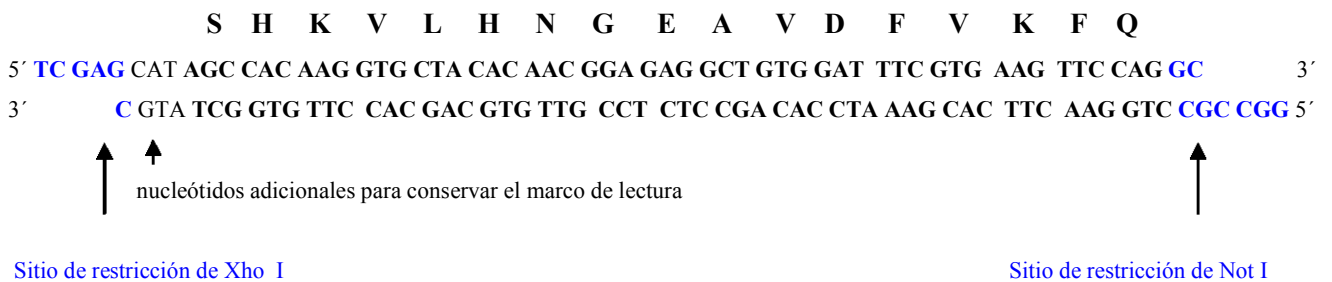 S H K V L H N G E A V D F V K F Q
5´ TC GAG CAT AGC CAC AAG GTG CTA CAC AAC GGA GAG GCT GTG GAT TTC GTG AAG TTC CAG GC 3´
3´ C GTA TCG GTG TTC CAC GAC GTG TTG CCT CTC CGA CAC CTA AAG CAC TTC AAG GTC CGC CGG 5´
nucleótidos adicionales para conservar el marco de lectura
Sitio de restricción de Xho I Sitio de restricción de Not I